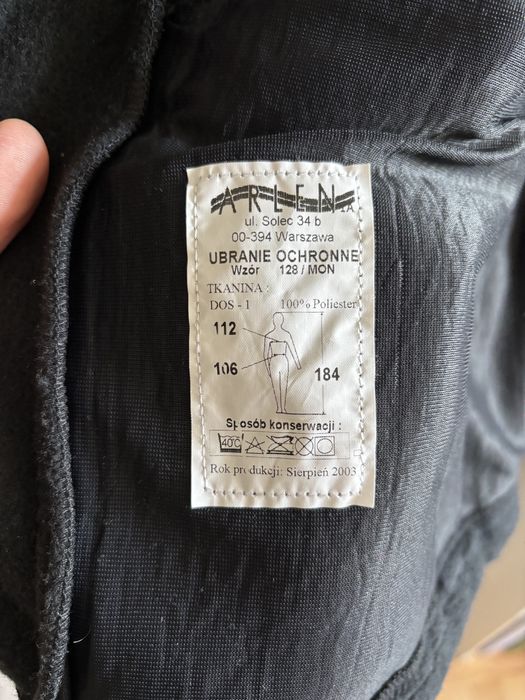 ARLEN S.A.
ul. Solec 34 b
00-394 Warszawa
UBRANIE OCHRONNE
Wzór 128 / MON
TKANINA :
DOS - 1 100% Poliester
112
106
184
Sposób konserwacji :
40°C
Rok produkcji: Sierpień 2003